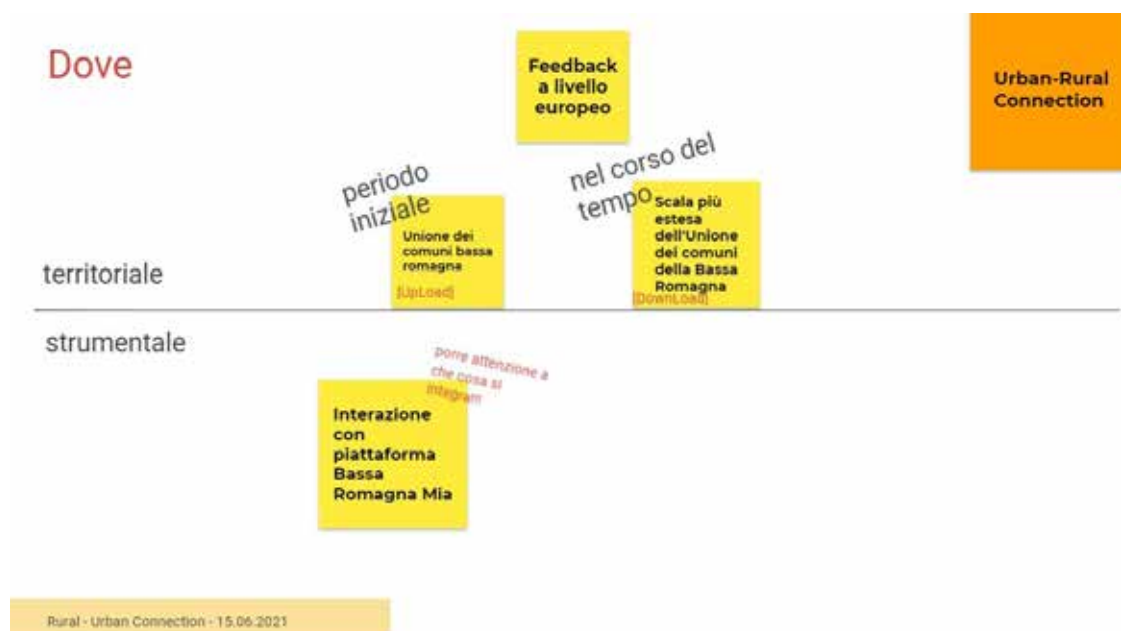 Dove
Feedback
a livello
europeo
Urban-Rural
Connection
periodo
iniziale
nel corso del
tempo
Unione dei
comuni bassa
romagna
[UpLoad]
Scala più
estesa
dell'Unione
dei comuni
della Bassa
Romagna
[DownLoad]
territoriale
strumentale
porre attenzione a
che cosa si
Interazione
con
piattaforma
Bassa
Romagna Mia
Rural - Urban Connection - 15.06.2021